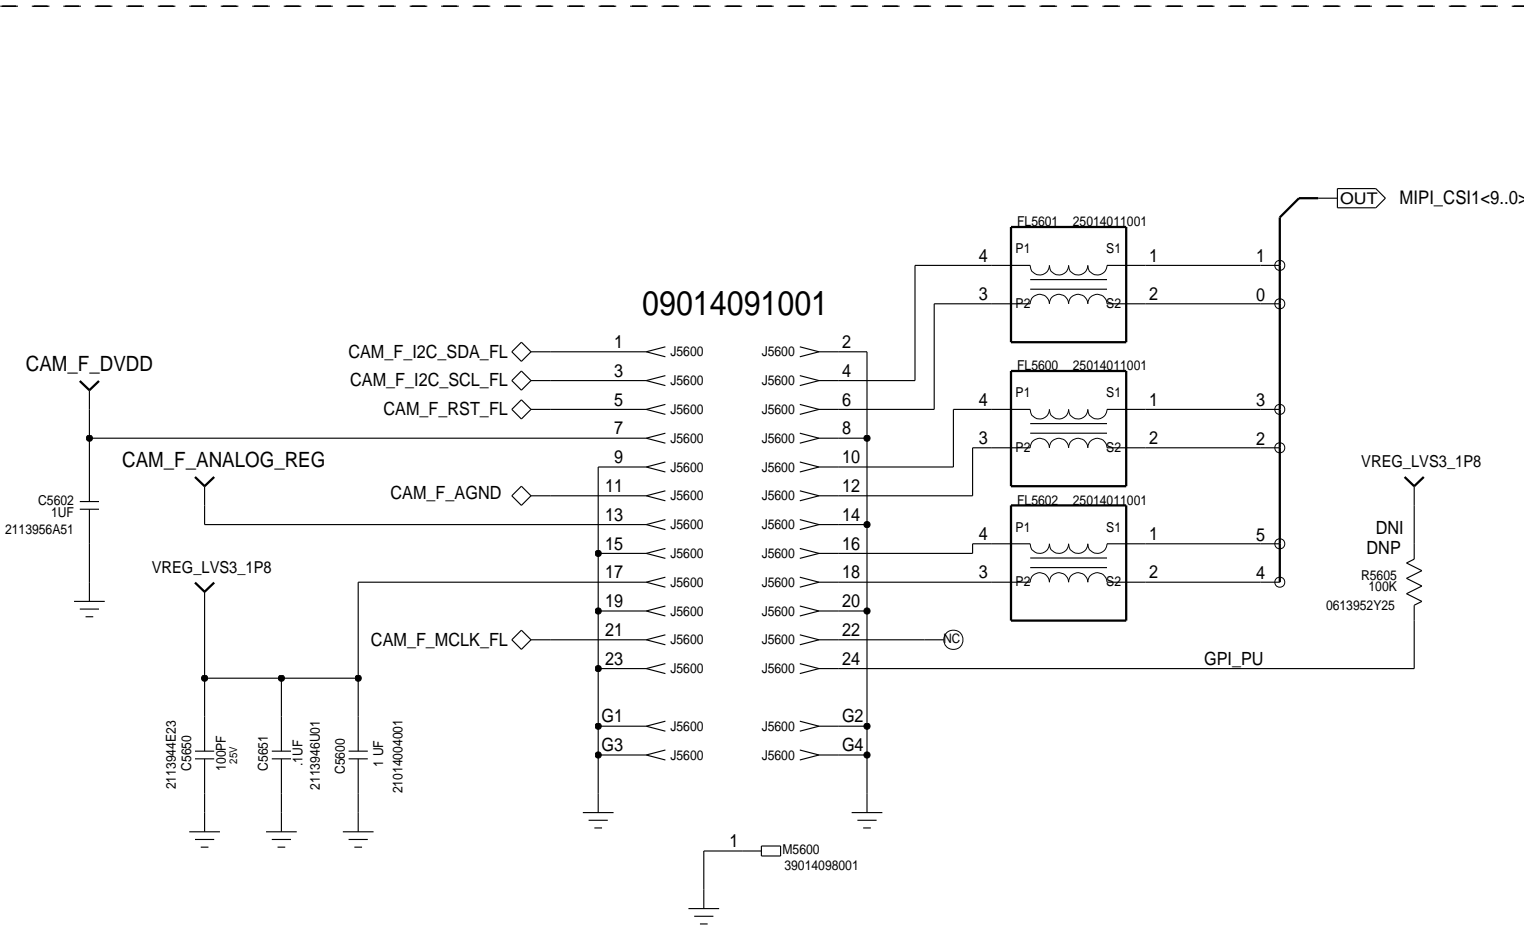 OUT MIPI_CSI1<9..0>
FL5601 25014011001
P1 S1
4 1 1
3 P2 S2 2 0
09014091001
CAM_F_I2C_SDA_FL 1 J5600 J5600 2
CAM_F_DVDD
FL5600 25014011001
CAM_F_I2C_SCL_FL 3 J5600 J5600 4
P1 S1
4 1 3
CAM_F_RST_FL 5 J5600 J5600 6
7 J5600 J5600 8
3 P2 S2 2 2
CAM_F_ANALOG_REG
9 J5600 J5600 10
VREG_LVS3_1P8
CAM_F_AGND 11 J5600 J5600 12
C5602
1UF
2113956A51
FL5602 25014011001
13 J5600 J5600 14
P1 S1
DNI
DNP
4 1 5
15 J5600 J5600 16
VREG_LVS3_1P8
17 J5600 J5600 18
3 P2 S2 2 4
R5605
100K
0613952Y25
19 J5600 J5600 20
CAM_F_MCLK_FL 21 J5600 J5600 22 NC
23 J5600 J5600 24 GPI_PU
G1 J5600 J5600 G2
G3 J5600 J5600 G4
2113944E23
C5650
100PF
25V
C5651
.1UF
2113946U01
C5600
1 UF
21014004001
1 M5600
39014098001